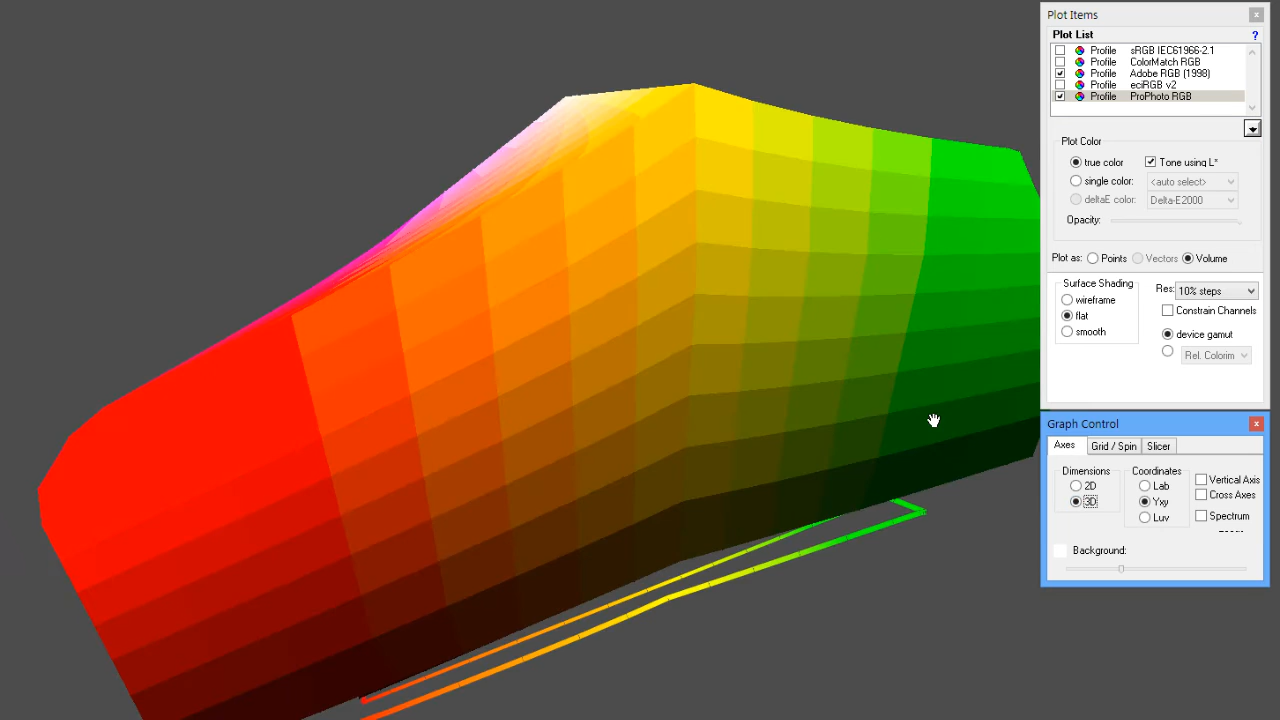 Plot Items
Plot List ?
Profile sRGB IEC61966-2.1
Profile ColorMatch RGB
Profile Adobe RGB (1998)
Profile eciRGB v2
Profile ProPhoto RGB
Plot Color
true color Tone using L*
single color: <auto select>
deltaE color: Delta-E2000
Opacity:
Plot as: Points Vectors Volume
Surface Shading
wireframe
flat
smooth
Res: 10% steps
Constrain Channels
device gamut
Rel. Colorim
Graph Control
Axes Grid / Spin Slicer
Dimensions
2D
3D
Coordinates
Lab
Yxy
Luv
Vertical Axis
Cross Axes
Spectrum
Background: